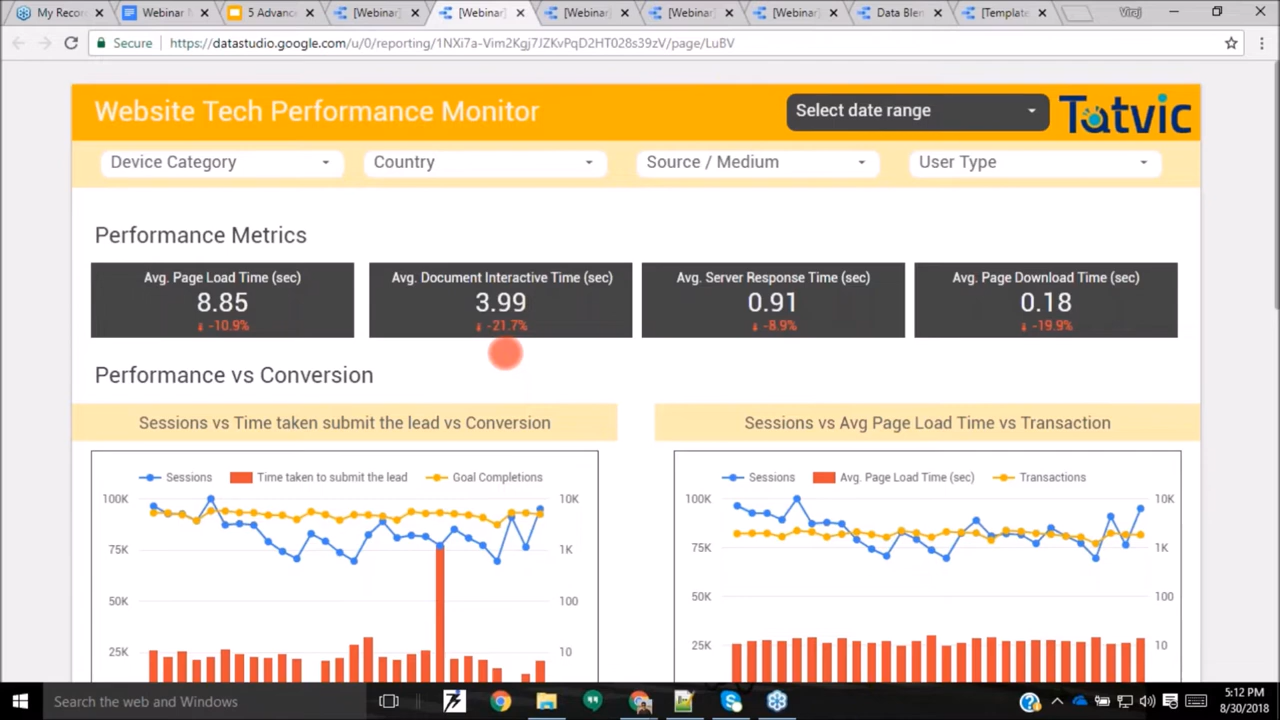 My Recor
Webinar M
5 Advance
[Webinar]
[Webinar]
[Webinar]
[Webinar]
[Webinar]
Data Blen
[Template
Viraj
Secure
https://datastudio.google.com/u/0/reporting/1NXi7a-Vim2Kgj7JZKvPqD2HT028s39zV/page/LuBV
Website Tech Performance Monitor
Select date range
Tatvic
Device Category
Country
Source / Medium
User Type
Performance Metrics
Avg. Page Load Time (sec)
8.85
-10.9%
Avg. Document Interactive Time (sec)
3.99
-21.7%
Avg. Server Response Time (sec)
0.91
-8.9%
Avg. Page Download Time (sec)
0.18
-19.9%
Performance vs Conversion
Sessions vs Time taken submit the lead vs Conversion
Sessions Time taken to submit the lead Goal Completions
100K
75K
50K
25K
10K
1K
100
10
Sessions vs Avg Page Load Time vs Transaction
Sessions Avg. Page Load Time (sec) Transactions
100K
75K
50K
25K
10K
1K
100
10
Search the web and Windows
5:12 PM
8/30/2018